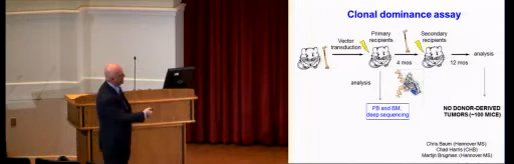 Clonal dominance assay
Primary
recipients
Secondary
recipients
Vector
transduction
4 mos
12 mos
analysis
analysis
PB and BM,
deep sequencing
NO DONOR-DERIVED
TUMORS (~100 MICE)
Chris Baum (Hannover MS)
Chad Harris (CHB)
Martijn Brugman (Hannover MS)